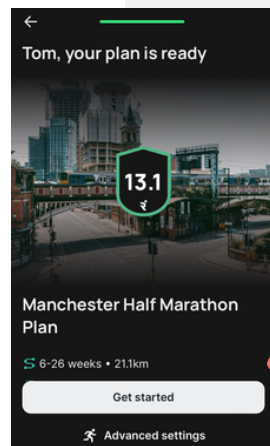 Tom, your plan is ready
13.1
Manchester Half Marathon
Plan
6-26 weeks • 21.1km
Get started
Advanced settings